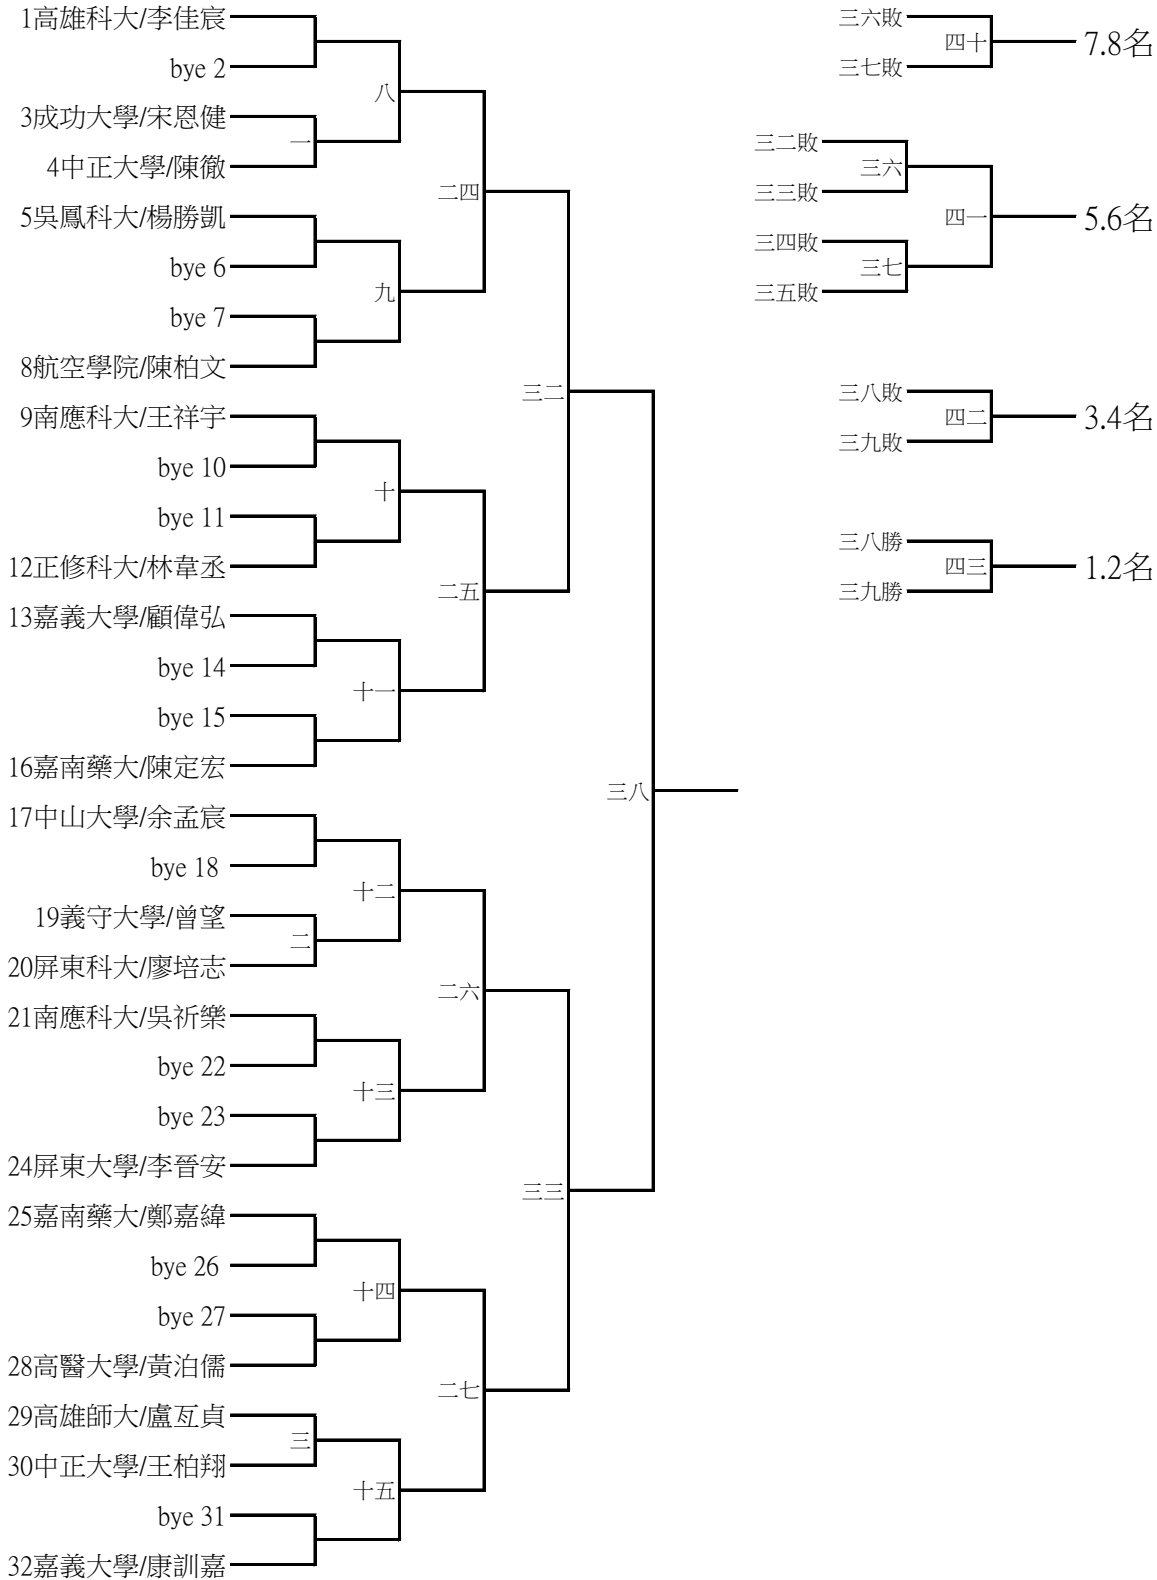 1高雄科大/李佳宸
bye 2
3成功大學/宋恩健
4中正大學/陳徹
5吳鳳科大/楊勝凱
bye 6
bye 7
8航空學院/陳柏文
9南應科大/王祥宇
bye 10
bye 11
12正修科大/林韋丞
13嘉義大學/顧偉弘
bye 14
bye 15
16嘉南藥大/陳定宏
17中山大學/余孟宸
bye 18
19義守大學/曾望
20屏東科大/廖培志
21南應科大/吳祈樂
bye 22
bye 23
24屏東大學/李晉安
25嘉南藥大/鄭嘉緯
bye 26
bye 27
28高醫大學/黃泊儒
29高雄師大/盧亙貞
30中正大學/王柏翔
bye 31
32嘉義大學/康訓嘉
一
二
三
八
九
十
十一
十二
十三
十四
十五
二四
二五
二六
二七
三二
三三
三八
三六敗
四十
7.8名
三七敗
三二敗
三六
三三敗
四一
5.6名
三四敗
三七
三五敗
三八敗
四二
3.4名
三九敗
三八勝
四三
1.2名
三九勝